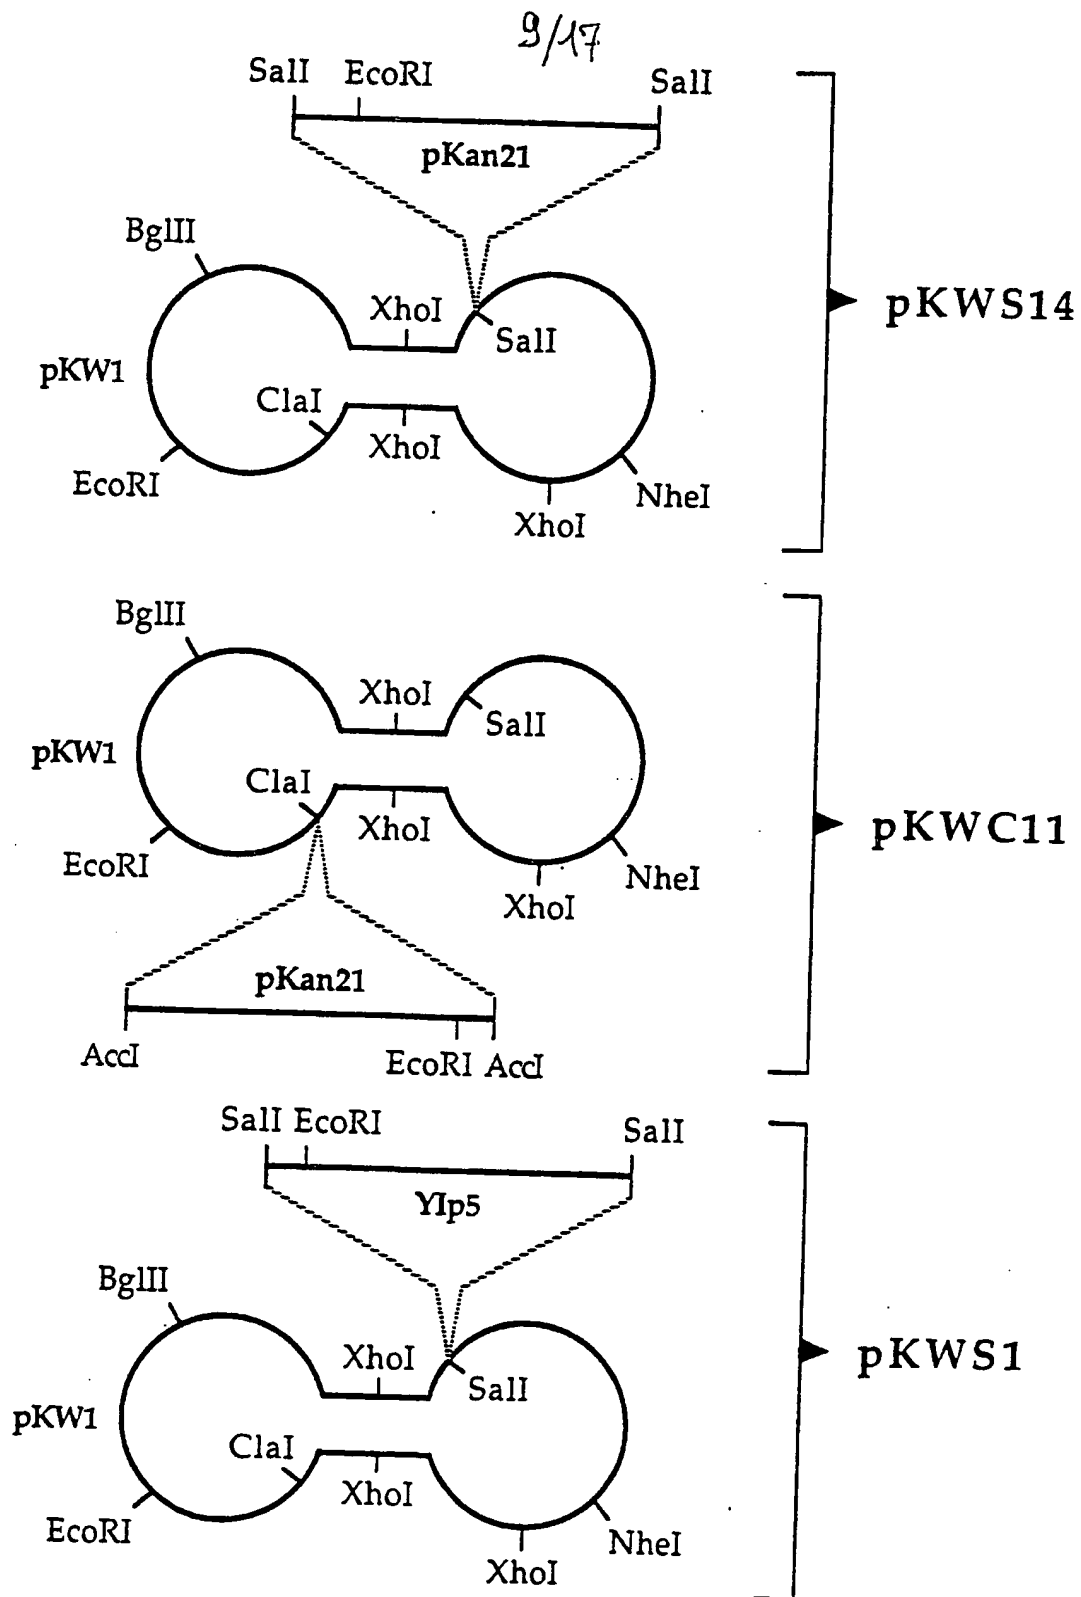 9/17
SalI EcoRI SalI
pKan21
BglII
XhoI
SalI
pKWS14
pKW1
ClaI
XhoI
EcoRI
NheI
XhoI
BglII
XhoI
SalI
pKW1
ClaI
XhoI
pKWC11
EcoRI
NheI
XhoI
pKan21
AccI EcoRI AccI
SalI EcoRI SalI
YIp5
BglII
XhoI
SalI
pKWS1
pKW1
ClaI
XhoI
EcoRI
NheI
XhoI